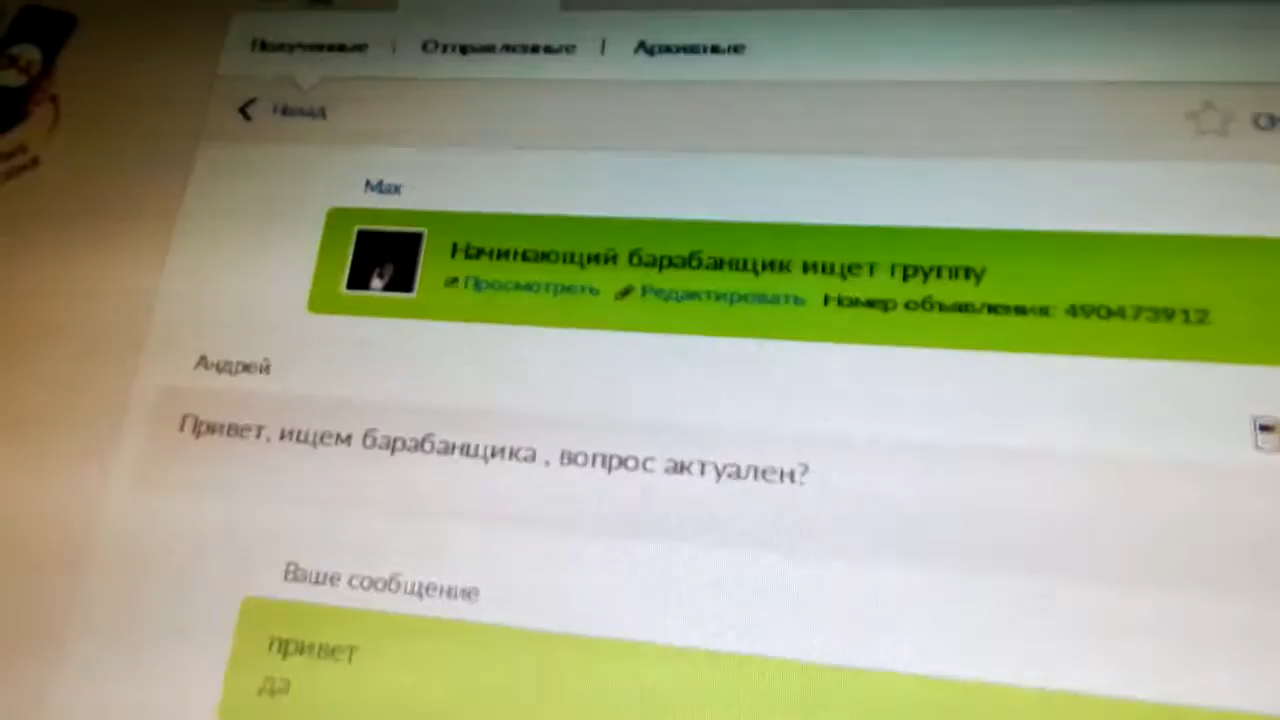 Полученные | Отправленные | Архивные
Назад
Max
Начинающий барабанщик ищет группу
Просмотреть Редактировать Номер объявления: 490473912
Андрей
Привет, ищем барабанщика , вопрос актуален?
Ваше сообщение
привет
да